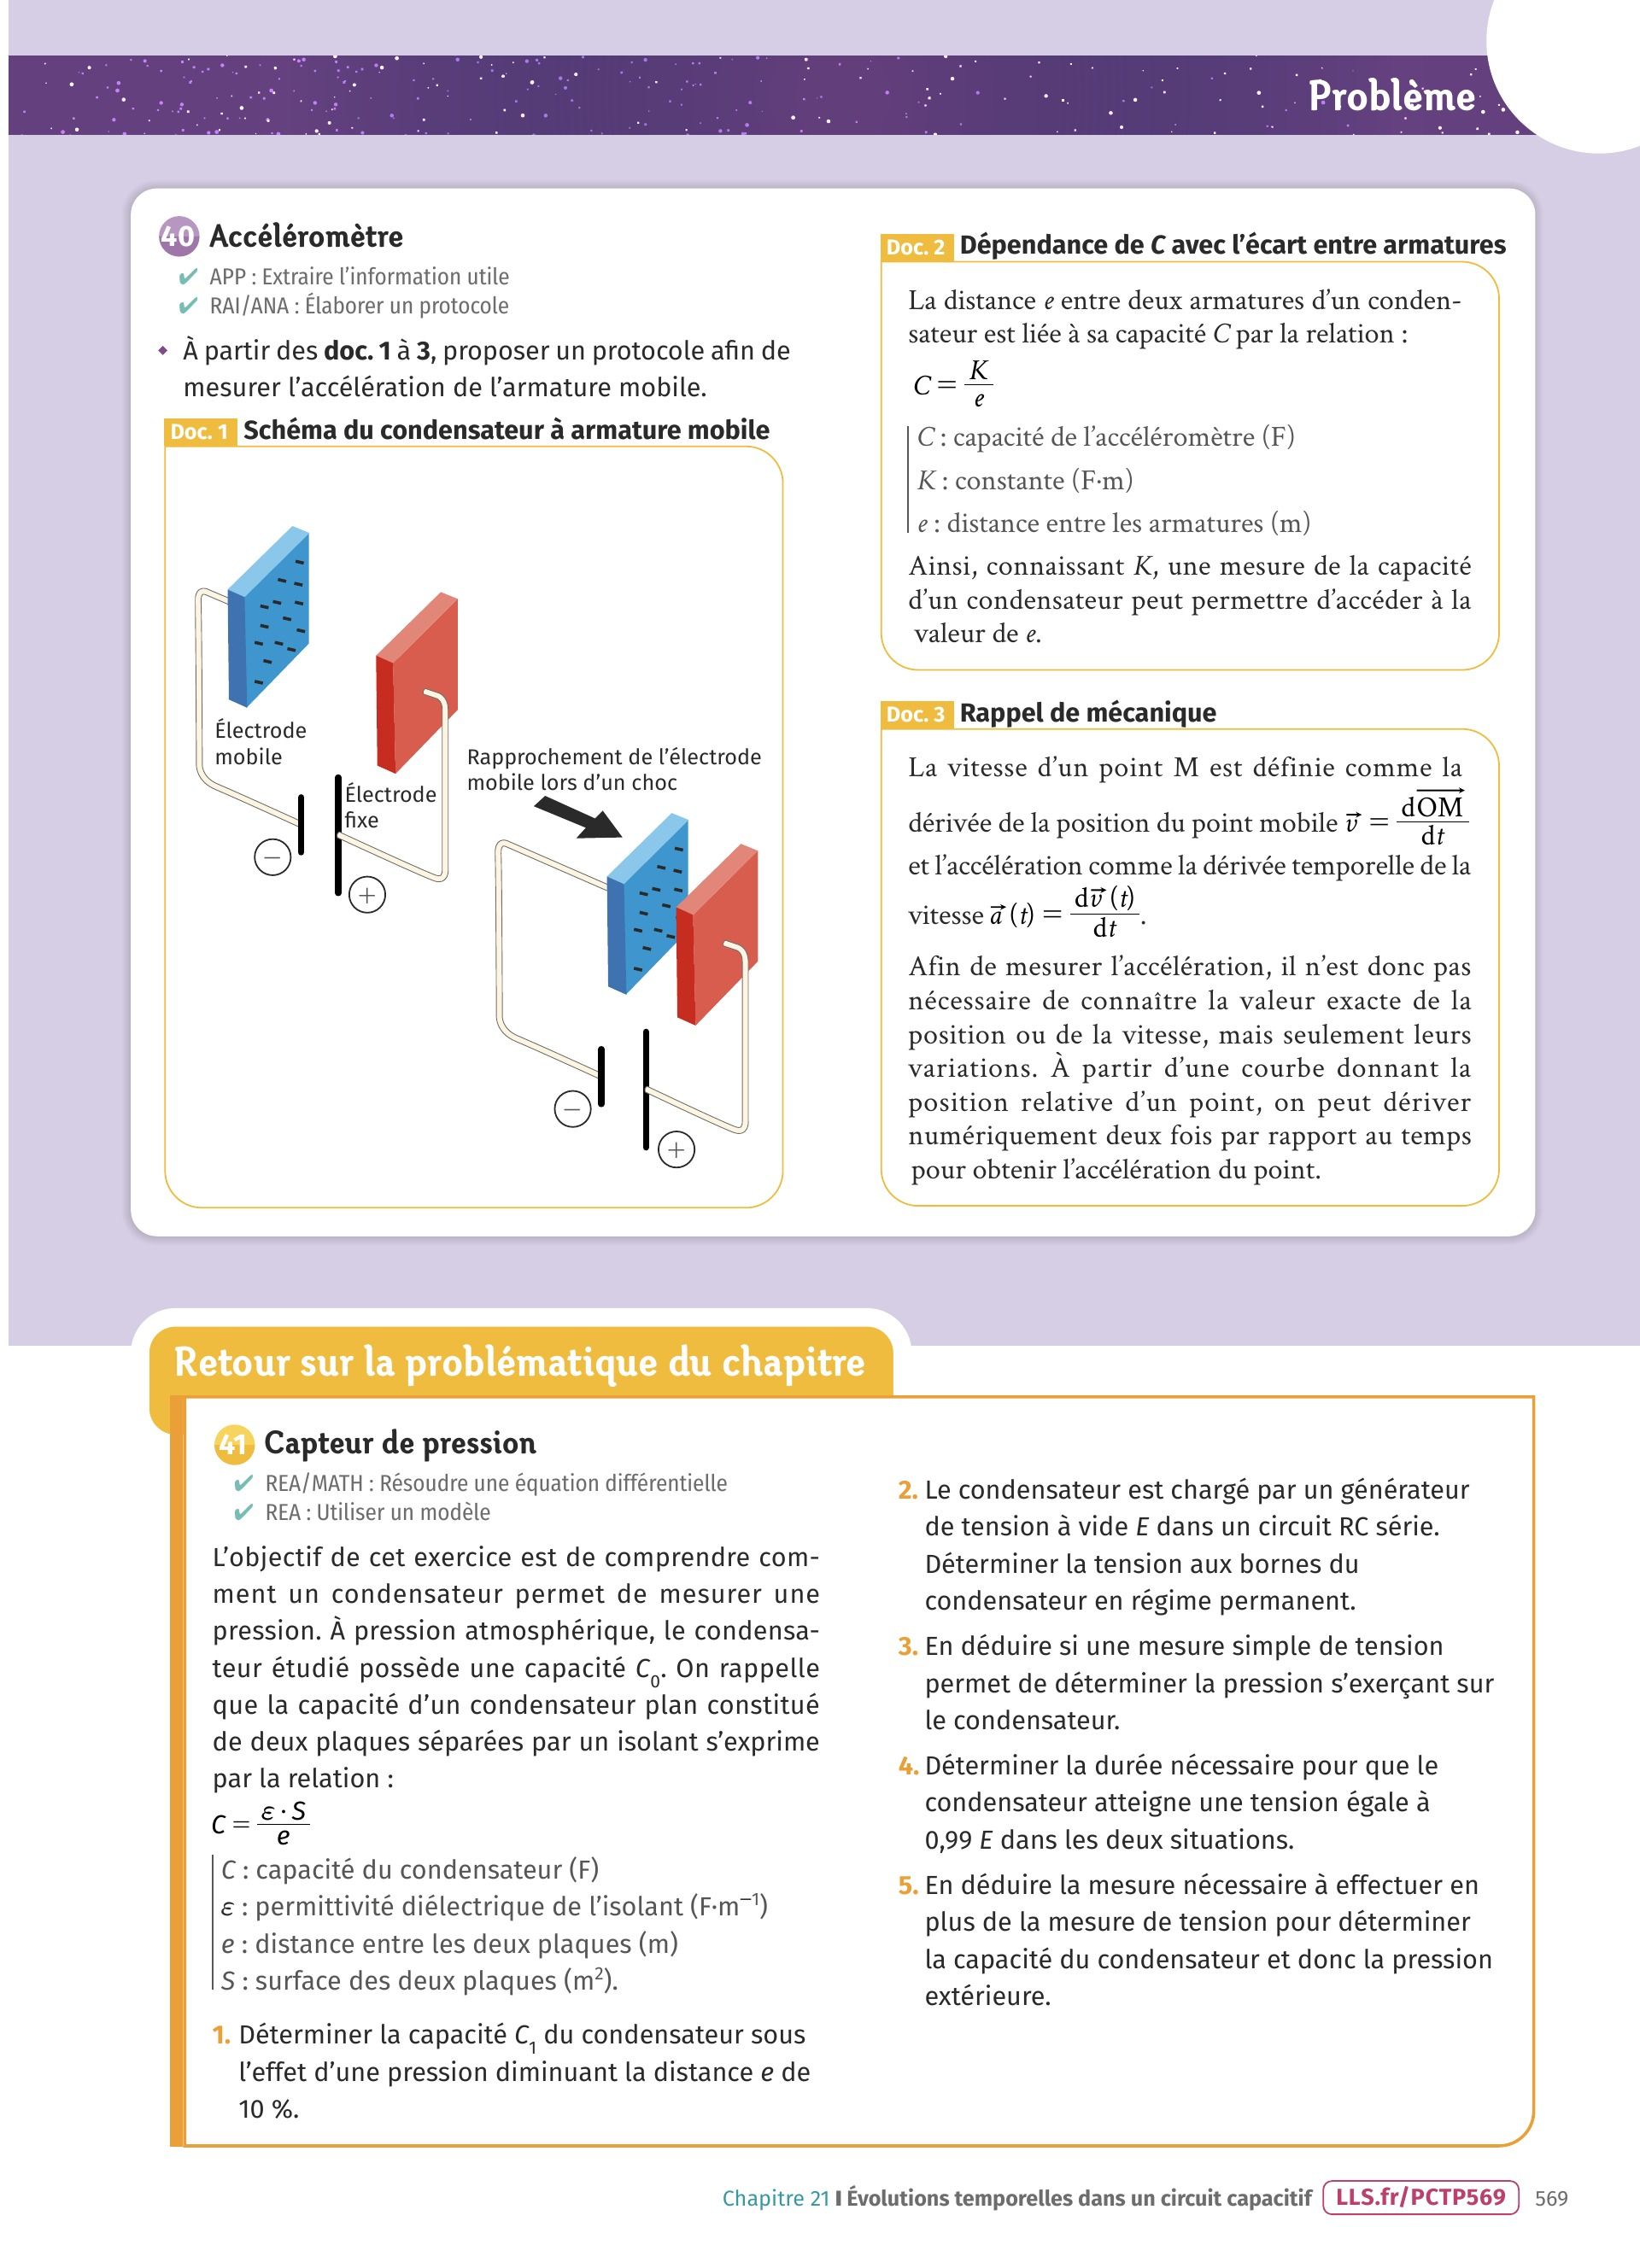 Problème
40 Accéléromètre
✔ APP : Extraire l'information utile
✔ RAI/ANA : Élaborer un protocole
◆ À partir des doc. 1 à 3, proposer un protocole afin de
mesurer l'accélération de l'armature mobile.
Doc. 1 Schéma du condensateur à armature mobile
Électrode
mobile
Électrode
fixe
−
+
Rapprochement de l'électrode
mobile lors d'un choc
−
+
Doc. 2 Dépendance de C avec l'écart entre armatures
La distance e entre deux armatures d'un conden-
sateur est liée à sa capacité C par la relation :
C = K/e
C : capacité de l'accéléromètre (F)
K : constante (F·m)
e : distance entre les armatures (m)
Ainsi, connaissant K, une mesure de la capacité
d'un condensateur peut permettre d'accéder à la
valeur de e.
Doc. 3 Rappel de mécanique
La vitesse d'un point M est définie comme la
dérivée de la position du point mobile v⃗ = dOM⃗/dt
et l'accélération comme la dérivée temporelle de la
vitesse a⃗ (t) = dv⃗ (t)/dt.
Afin de mesurer l'accélération, il n'est donc pas
nécessaire de connaître la valeur exacte de la
position ou de la vitesse, mais seulement leurs
variations. À partir d'une courbe donnant la
position relative d'un point, on peut dériver
numériquement deux fois par rapport au temps
pour obtenir l'accélération du point.
Retour sur la problématique du chapitre
41 Capteur de pression
✔ REA/MATH : Résoudre une équation différentielle
✔ REA : Utiliser un modèle
L'objectif de cet exercice est de comprendre com-
ment un condensateur permet de mesurer une
pression. À pression atmosphérique, le condensa-
teur étudié possède une capacité C₀. On rappelle
que la capacité d'un condensateur plan constitué
de deux plaques séparées par un isolant s'exprime
par la relation :
C = ε · S/e
C : capacité du condensateur (F)
ε : permittivité diélectrique de l'isolant (F·m⁻¹)
e : distance entre les deux plaques (m)
S : surface des deux plaques (m²).
1. Déterminer la capacité C₁ du condensateur sous
l'effet d'une pression diminuant la distance e de
10 %.
2. Le condensateur est chargé par un générateur
de tension à vide E dans un circuit RC série.
Déterminer la tension aux bornes du
condensateur en régime permanent.
3. En déduire si une mesure simple de tension
permet de déterminer la pression s'exerçant sur
le condensateur.
4. Déterminer la durée nécessaire pour que le
condensateur atteigne une tension égale à
0,99 E dans les deux situations.
5. En déduire la mesure nécessaire à effectuer en
plus de la mesure de tension pour déterminer
la capacité du condensateur et donc la pression
extérieure.
Chapitre 21 I Évolutions temporelles dans un circuit capacitif LLS.fr/PCTP569 569